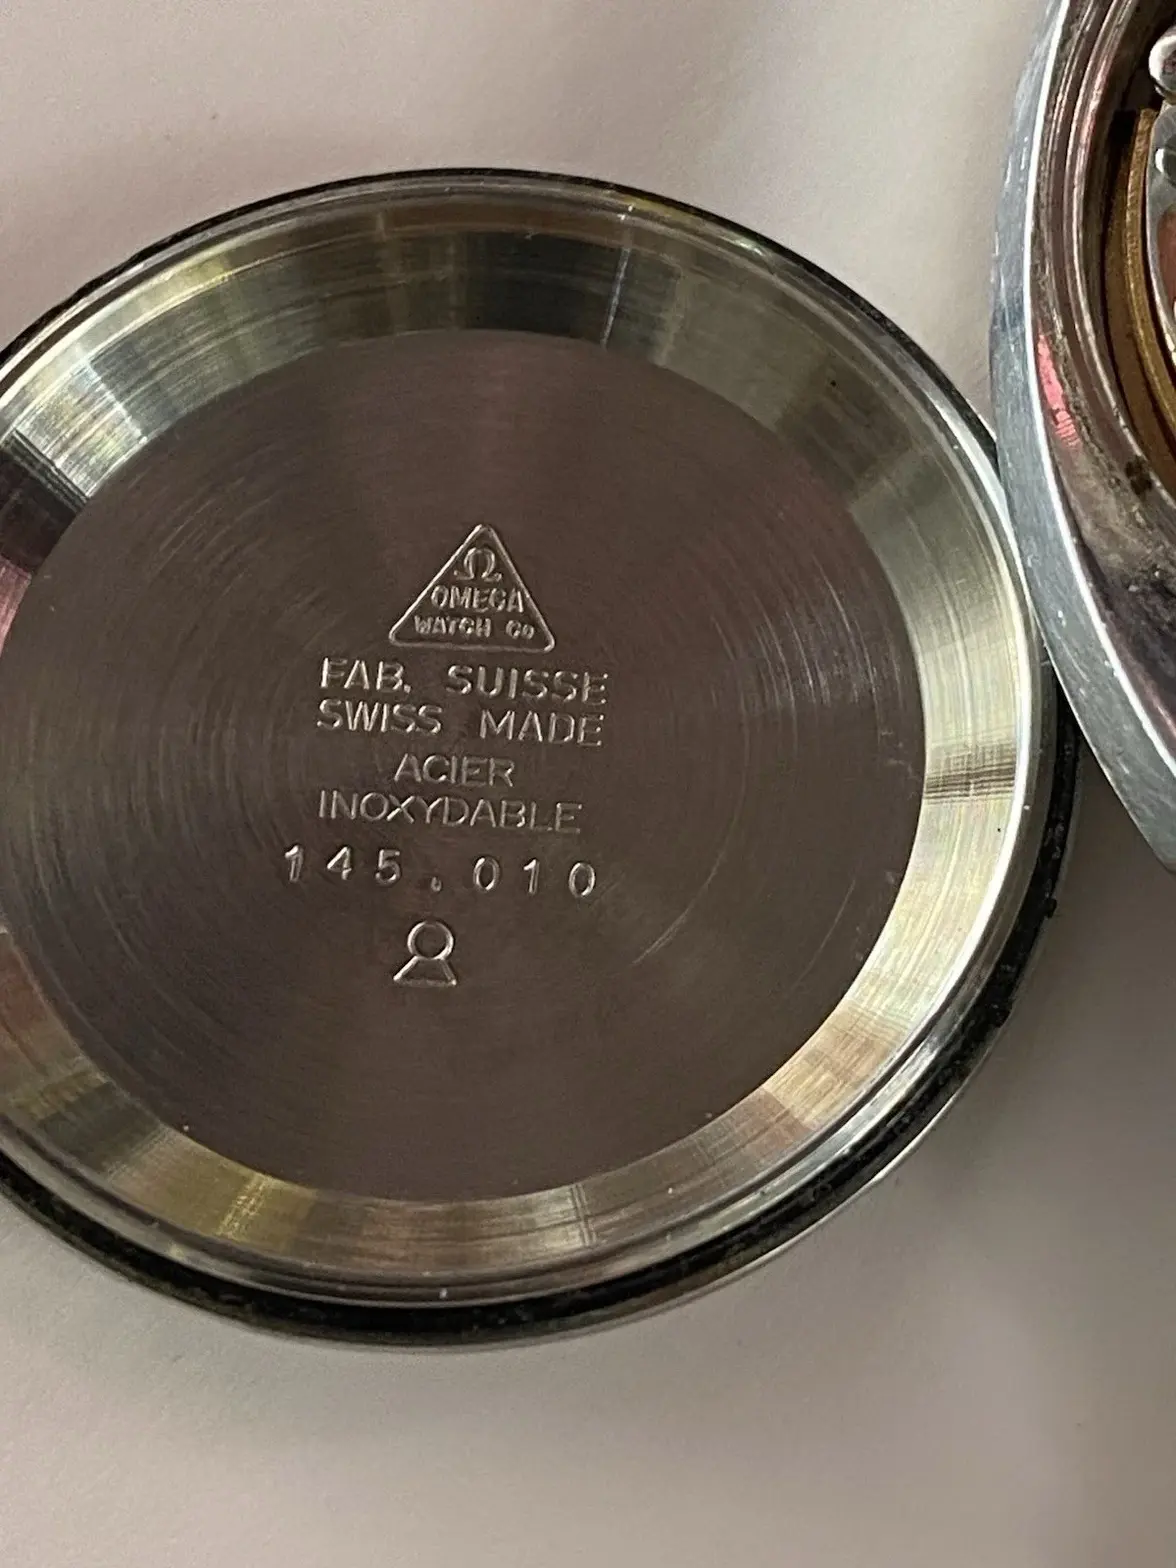 Ω
OMEGA
WATCH Co
FAB. SUISSE
SWISS MADE
ACIER
INOXYDABLE
145.010